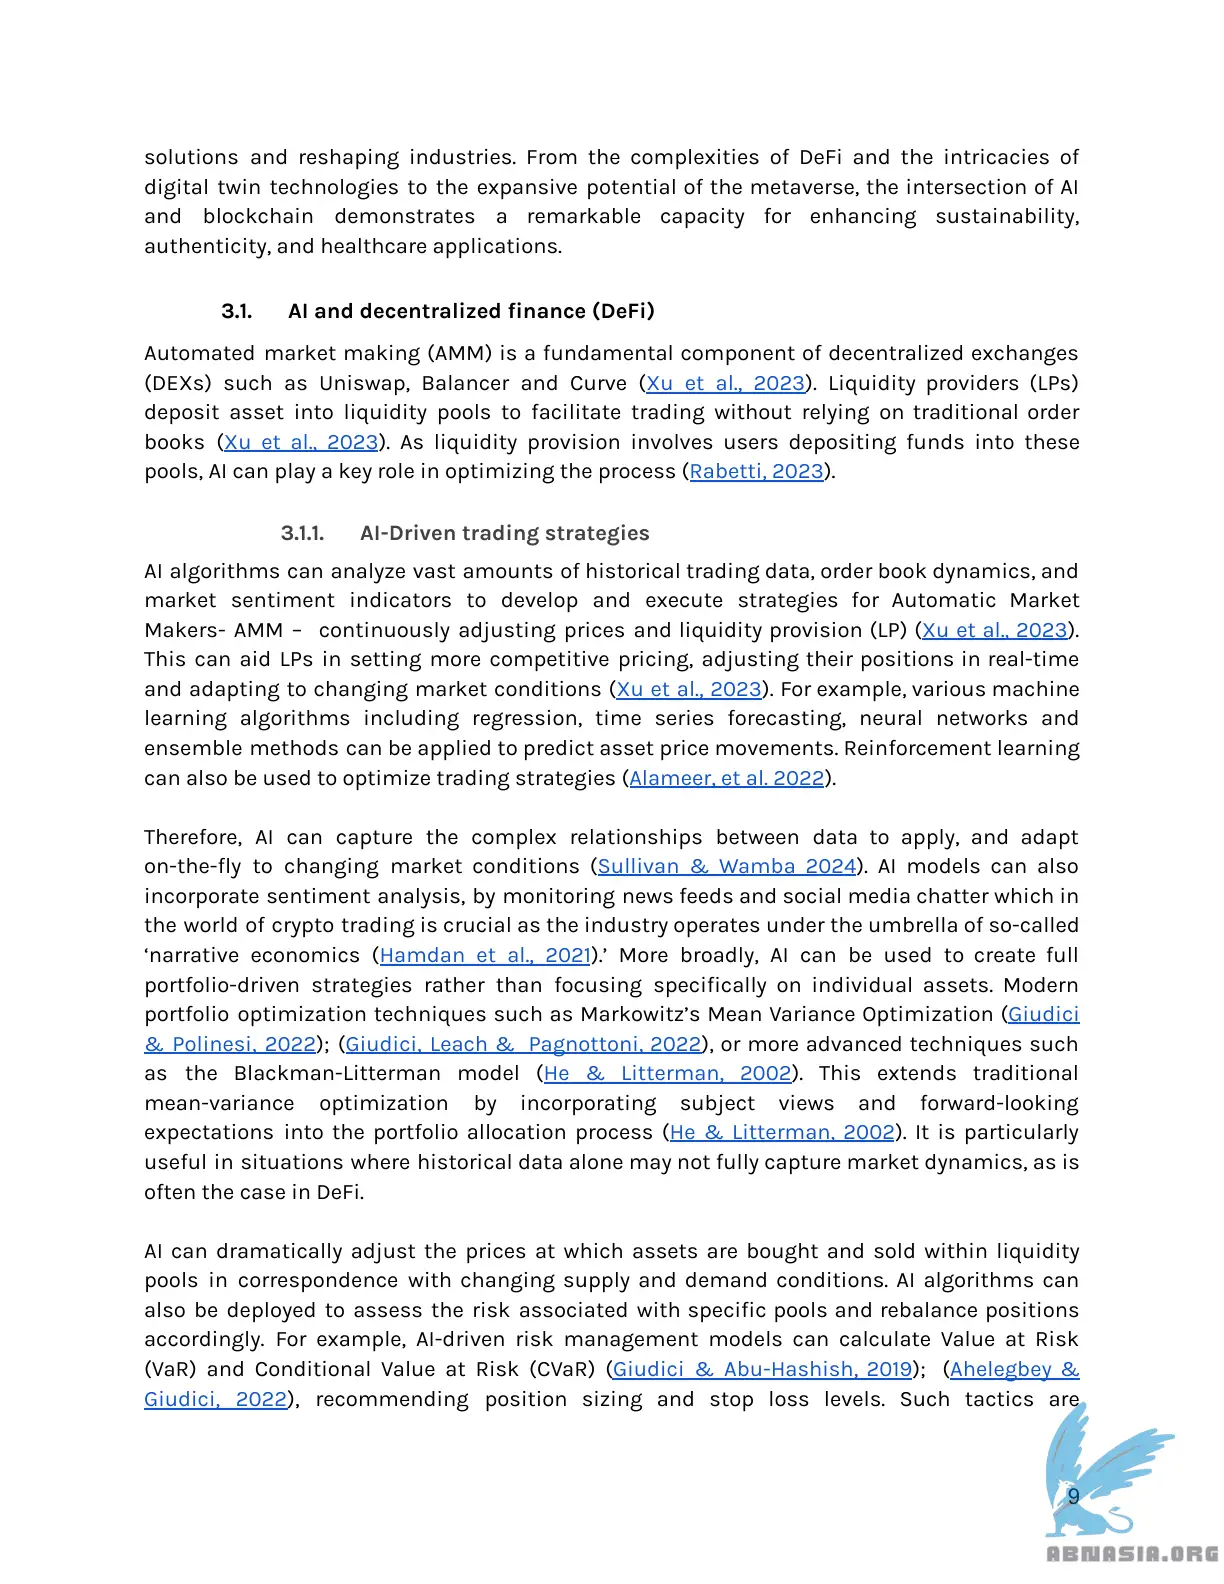 solutions and reshaping industries. From the complexities of DeFi and the intricacies of
digital twin technologies to the expansive potential of the metaverse, the intersection of AI
and blockchain demonstrates a remarkable capacity for enhancing sustainability,
authenticity, and healthcare applications.
3.1. AI and decentralized finance (DeFi)
Automated market making (AMM) is a fundamental component of decentralized exchanges
(DEXs) such as Uniswap, Balancer and Curve (Xu et al., 2023). Liquidity providers (LPs)
deposit asset into liquidity pools to facilitate trading without relying on traditional order
books (Xu et al., 2023). As liquidity provision involves users depositing funds into these
pools, AI can play a key role in optimizing the process (Rabetti, 2023).
3.1.1. AI-Driven trading strategies
AI algorithms can analyze vast amounts of historical trading data, order book dynamics, and
market sentiment indicators to develop and execute strategies for Automatic Market
Makers- AMM – continuously adjusting prices and liquidity provision (LP) (Xu et al., 2023).
This can aid LPs in setting more competitive pricing, adjusting their positions in real-time
and adapting to changing market conditions (Xu et al., 2023). For example, various machine
learning algorithms including regression, time series forecasting, neural networks and
ensemble methods can be applied to predict asset price movements. Reinforcement learning
can also be used to optimize trading strategies (Alameer, et al. 2022).
Therefore, AI can capture the complex relationships between data to apply, and adapt
on-the-fly to changing market conditions (Sullivan & Wamba 2024). AI models can also
incorporate sentiment analysis, by monitoring news feeds and social media chatter which in
the world of crypto trading is crucial as the industry operates under the umbrella of so-called
‘narrative economics (Hamdan et al., 2021).’ More broadly, AI can be used to create full
portfolio-driven strategies rather than focusing specifically on individual assets. Modern
portfolio optimization techniques such as Markowitz’s Mean Variance Optimization (Giudici
& Polinesi, 2022); (Giudici, Leach & Pagnottoni, 2022), or more advanced techniques such
as the Blackman-Litterman model (He & Litterman, 2002). This extends traditional
mean-variance optimization by incorporating subject views and forward-looking
expectations into the portfolio allocation process (He & Litterman, 2002). It is particularly
useful in situations where historical data alone may not fully capture market dynamics, as is
often the case in DeFi.
AI can dramatically adjust the prices at which assets are bought and sold within liquidity
pools in correspondence with changing supply and demand conditions. AI algorithms can
also be deployed to assess the risk associated with specific pools and rebalance positions
accordingly. For example, AI-driven risk management models can calculate Value at Risk
(VaR) and Conditional Value at Risk (CVaR) (Giudici & Abu-Hashish, 2019); (Ahelegbey &
Giudici, 2022), recommending position sizing and stop loss levels. Such tactics are
9
ABNASIA.ORG